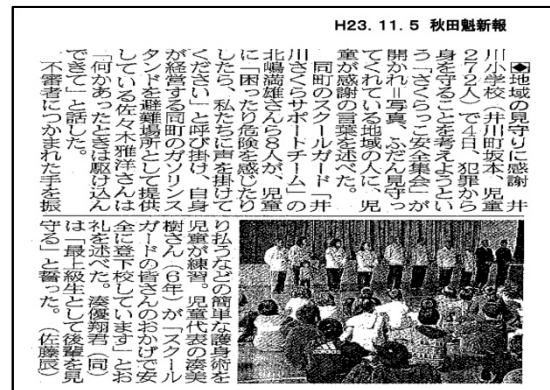 H23.11.5 秋田魁新報
◆地域の見守りに感謝　井
川小学校（井川町坂本、児童
272人）で4日、犯罪から
身を守ることを考えようとい
う「さくらっこ安全集会」が
開かれ＝写真、ふだん見守っ
てくれている地域の人に、児
童が感謝の言葉を述べた。
同町のスクールガード「井
川さくらサポートチーム」の
北嶋満雄さんら8人が、児童
に「困ったり危険を感じたり
したら、私たちに声を掛けて
ください」と呼び掛け、自身
が経営する同町のガソリンス
タンドを避難場所として提供
している佐々木雅洋さんは
「何かあったときは駆け込ん
できて」と話した。
不審者につかまれた手を振
り払うなどの簡単な護身術を
児童が練習。児童代表の湊美
樹さん（6年）が「スクール
ガードの皆さんのおかげで安
全に登下校しています」とお
礼を述べた。湊優翔君（同）
は「最上級生として後輩を見
守る」と誓った。（佐藤辰）